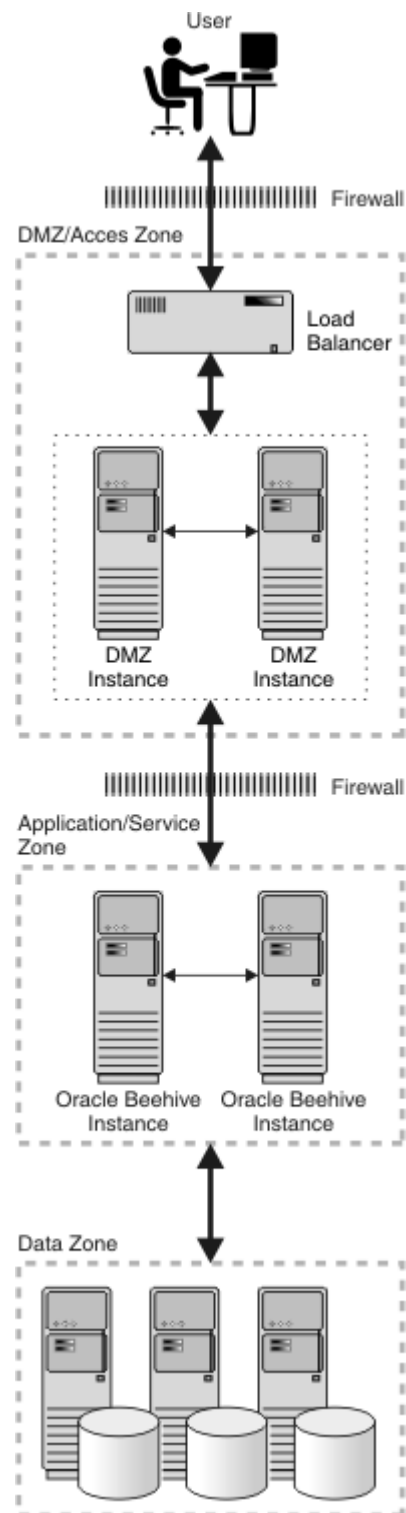 User
Firewall
DMZ/Acces Zone
Load
Balancer
DMZ
Instance
DMZ
Instance
Firewall
Application/Service
Zone
Oracle Beehive
Instance
Oracle Beehive
Instance
Data Zone